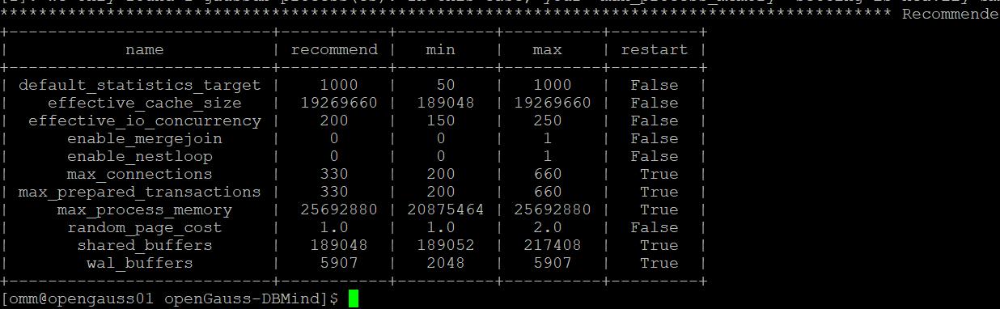 ****************************************************************************************** Recommende
+---------------------------+-----------+----------+----------+---------+
|            name           | recommend |   min    |   max    | restart |
+---------------------------+-----------+----------+----------+---------+
| default_statistics_target |    1000   |    50    |   1000   |  False  |
|    effective_cache_size   |  19269660 |  189048  | 19269660 |  False  |
|  effective_io_concurrency |    200    |   150    |   250    |  False  |
|      enable_mergejoin     |     0     |    0     |    1     |  False  |
|      enable_nestloop      |     0     |    0     |    1     |  False  |
|      max_connections      |    330    |   200    |   660    |   True  |
| max_prepared_transactions |    330    |   200    |   660    |   True  |
|     max_process_memory    |  25692880 | 20875464 | 25692880 |   True  |
|      random_page_cost     |    1.0    |   1.0    |   2.0    |  False  |
|       shared_buffers      |   189048  |  189052  |  217408  |   True  |
|        wal_buffers        |    5907   |   2048   |   5907   |   True  |
+---------------------------+-----------+----------+----------+---------+
[omm@opengauss01 openGauss-DBMind]$